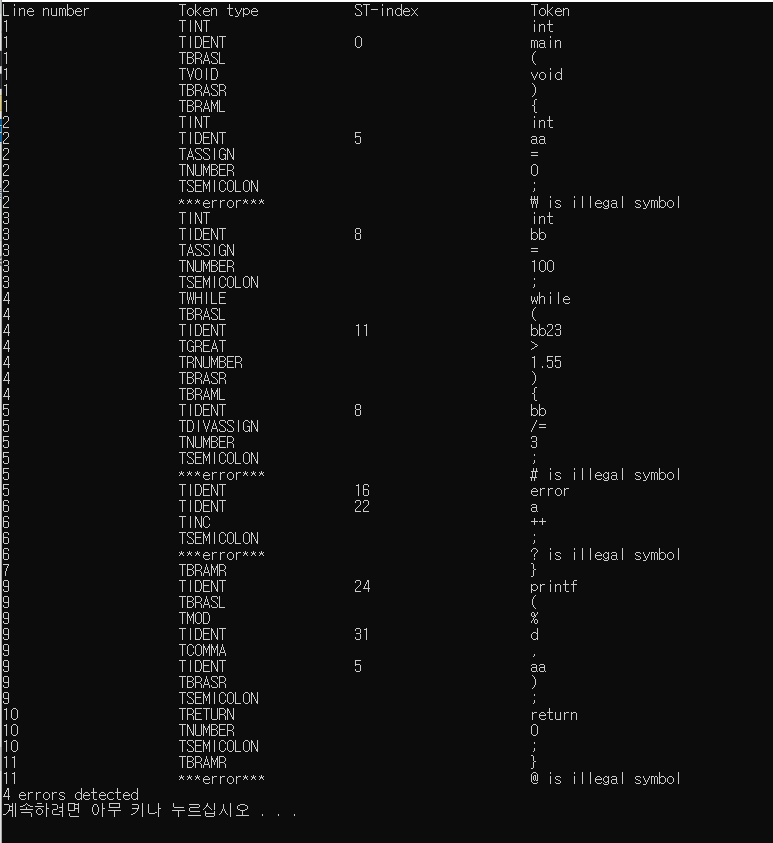 Line number Token type ST-index Token
1 TINT int
1 TIDENT 0 main
1 TBRASL (
1 TVOID void
1 TBRASR )
1 TBRAML {
2 TINT int
2 TIDENT 5 aa
2 TASSIGN =
2 TNUMBER 0
2 TSEMICOLON ;
2 ***error*** ₩ is illegal symbol
3 TINT int
3 TIDENT 8 bb
3 TASSIGN =
3 TNUMBER 100
3 TSEMICOLON ;
4 TWHILE while
4 TBRASL (
4 TIDENT 11 bb23
4 TGREAT >
4 TRNUMBER 1.55
4 TBRASR )
4 TBRAML {
5 TIDENT 8 bb
5 TDIVASSIGN /=
5 TNUMBER 3
5 TSEMICOLON ;
5 ***error*** # is illegal symbol
5 TIDENT 16 error
6 TIDENT 22 a
6 TINC ++
6 TSEMICOLON ;
6 ***error*** ? is illegal symbol
7 TBRAMR }
9 TIDENT 24 printf
9 TBRASL (
9 TMOD %
9 TIDENT 31 d
9 TCOMMA ,
9 TIDENT 5 aa
9 TBRASR )
9 TSEMICOLON ;
10 TRETURN return
10 TNUMBER 0
10 TSEMICOLON ;
11 TBRAMR }
11 ***error*** @ is illegal symbol
4 errors detected
계속하려면 아무 키나 누르십시오 . . .